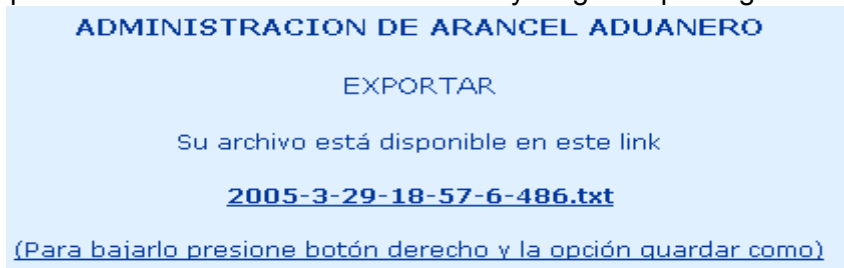 ADMINISTRACION DE ARANCEL ADUANERO
EXPORTAR
Su archivo está disponible en este link
2005-3-29-18-57-6-486.txt
(Para bajarlo presione botón derecho y la opción guardar como)